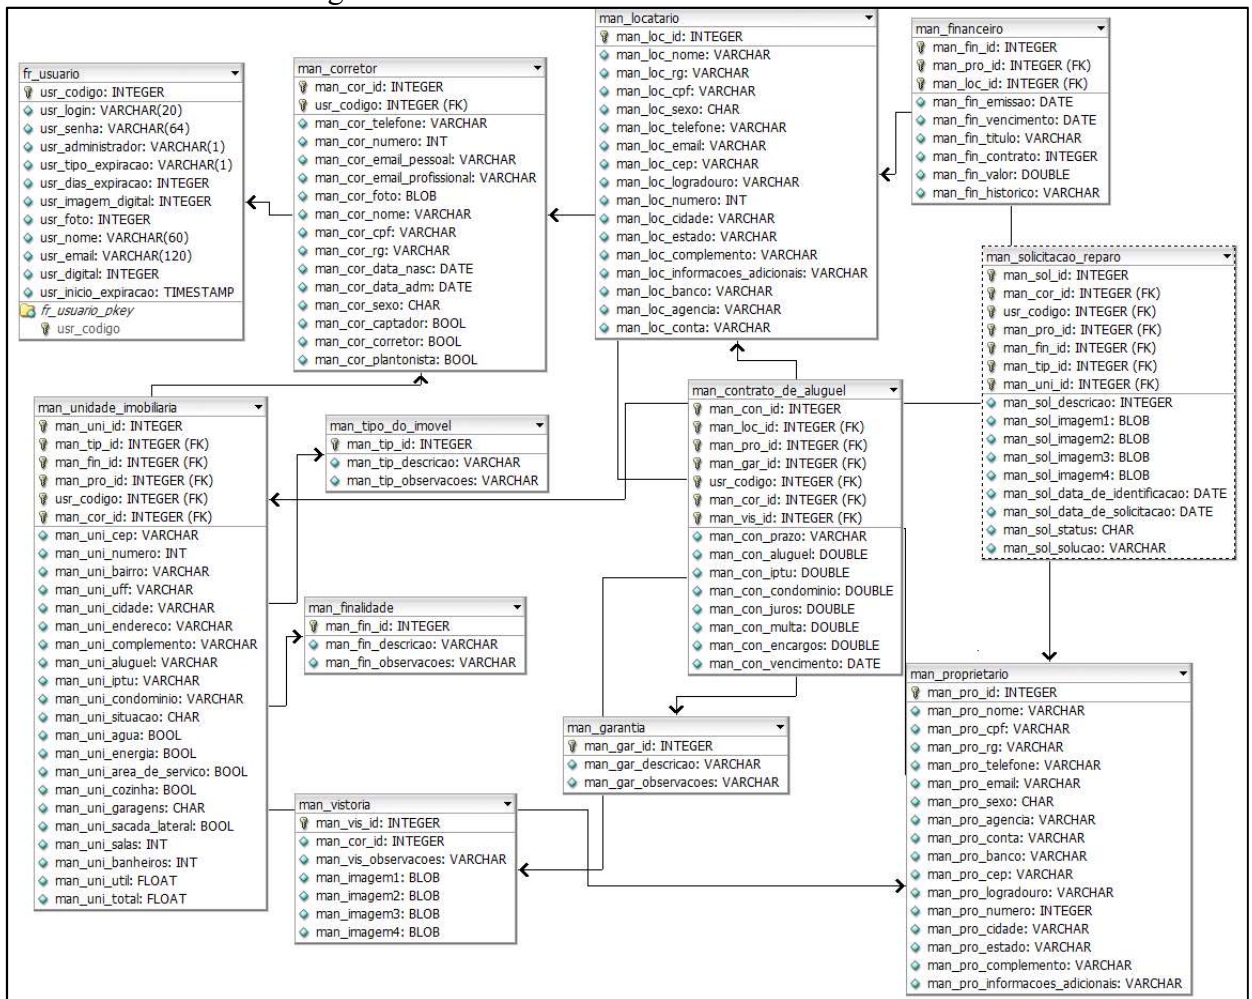 fr_usuario
usr_codigo: INTEGER
usr_login: VARCHAR(20)
usr_senha: VARCHAR(64)
usr_administrador: VARCHAR(1)
usr_tipo_expiracao: VARCHAR(1)
usr_dias_expiracao: INTEGER
usr_imagem_digital: INTEGER
usr_foto: INTEGER
usr_nome: VARCHAR(60)
usr_email: VARCHAR(120)
usr_digital: INTEGER
usr_inicio_expiracao: TIMESTAMP
fr_usuario_pkey
usr_codigo
man_corretor
man_cor_id: INTEGER
usr_codigo: INTEGER (FK)
man_cor_telefone: VARCHAR
man_cor_numero: INT
man_cor_email_pessoal: VARCHAR
man_cor_email_profissional: VARCHAR
man_cor_foto: BLOB
man_cor_nome: VARCHAR
man_cor_cpf: VARCHAR
man_cor_rg: VARCHAR
man_cor_data_nasc: DATE
man_cor_data_adm: DATE
man_cor_sexo: CHAR
man_cor_captador: BOOL
man_cor_corretor: BOOL
man_cor_plantonista: BOOL
man_locatario
man_loc_id: INTEGER
man_loc_nome: VARCHAR
man_loc_rg: VARCHAR
man_loc_cpf: VARCHAR
man_loc_sexo: CHAR
man_loc_telefone: VARCHAR
man_loc_email: VARCHAR
man_loc_cep: VARCHAR
man_loc_logradouro: VARCHAR
man_loc_numero: INT
man_loc_cidade: VARCHAR
man_loc_estado: VARCHAR
man_loc_complemento: VARCHAR
man_loc_informacoes_adicionais: VARCHAR
man_loc_banco: VARCHAR
man_loc_agencia: VARCHAR
man_loc_conta: VARCHAR
man_financeiro
man_fin_id: INTEGER
man_pro_id: INTEGER (FK)
man_loc_id: INTEGER (FK)
man_fin_emissao: DATE
man_fin_vencimento: DATE
man_fin_titulo: VARCHAR
man_fin_contrato: INTEGER
man_fin_valor: DOUBLE
man_fin_historico: VARCHAR
man_solicitacao_reparo
man_sol_id: INTEGER
man_cor_id: INTEGER (FK)
usr_codigo: INTEGER (FK)
man_pro_id: INTEGER (FK)
man_fin_id: INTEGER (FK)
man_tip_id: INTEGER (FK)
man_uni_id: INTEGER (FK)
man_sol_descricao: INTEGER
man_sol_imagem1: BLOB
man_sol_imagem2: BLOB
man_sol_imagem3: BLOB
man_sol_imagem4: BLOB
man_sol_data_de_identificacao: DATE
man_sol_data_de_solicitacao: DATE
man_sol_status: CHAR
man_sol_solucao: VARCHAR
man_unidade_imobiliaria
man_uni_id: INTEGER
man_tip_id: INTEGER (FK)
man_fin_id: INTEGER (FK)
man_pro_id: INTEGER (FK)
usr_codigo: INTEGER (FK)
man_cor_id: INTEGER (FK)
man_uni_cep: VARCHAR
man_uni_numero: INT
man_uni_bairro: VARCHAR
man_uni_uff: VARCHAR
man_uni_cidade: VARCHAR
man_uni_endereco: VARCHAR
man_uni_complemento: VARCHAR
man_uni_aluguel: VARCHAR
man_uni_iptu: VARCHAR
man_uni_condominio: VARCHAR
man_uni_situacao: CHAR
man_uni_agua: BOOL
man_uni_energia: BOOL
man_uni_area_de_servico: BOOL
man_uni_cozinha: BOOL
man_uni_garagens: CHAR
man_uni_sacada_lateral: BOOL
man_uni_salas: INT
man_uni_banheiros: INT
man_uni_util: FLOAT
man_uni_total: FLOAT
man_tipo_do_imovel
man_tip_id: INTEGER
man_tip_descricao: VARCHAR
man_tip_observacoes: VARCHAR
man_contrato_de_aluguel
man_con_id: INTEGER
man_loc_id: INTEGER (FK)
man_pro_id: INTEGER (FK)
man_gar_id: INTEGER (FK)
usr_codigo: INTEGER (FK)
man_cor_id: INTEGER (FK)
man_vis_id: INTEGER (FK)
man_con_prazo: VARCHAR
man_con_aluguel: DOUBLE
man_con_iptu: DOUBLE
man_con_condominio: DOUBLE
man_con_juros: DOUBLE
man_con_multa: DOUBLE
man_con_encargos: DOUBLE
man_con_vencimento: DATE
man_finalidade
man_fin_id: INTEGER
man_fin_descricao: VARCHAR
man_fin_observacoes: VARCHAR
man_garantia
man_gar_id: INTEGER
man_gar_descricao: VARCHAR
man_gar_observacoes: VARCHAR
man_vistoria
man_vis_id: INTEGER
man_cor_id: INTEGER
man_vis_observacoes: VARCHAR
man_imagem1: BLOB
man_imagem2: BLOB
man_imagem3: BLOB
man_imagem4: BLOB
man_proprietario
man_pro_id: INTEGER
man_pro_nome: VARCHAR
man_pro_cpf: VARCHAR
man_pro_rg: VARCHAR
man_pro_telefone: VARCHAR
man_pro_email: VARCHAR
man_pro_sexo: CHAR
man_pro_agencia: VARCHAR
man_pro_conta: VARCHAR
man_pro_banco: VARCHAR
man_pro_cep: VARCHAR
man_pro_logradouro: VARCHAR
man_pro_numero: INTEGER
man_pro_cidade: VARCHAR
man_pro_estado: VARCHAR
man_pro_complemento: VARCHAR
man_pro_informacoes_adicionais: VARCHAR